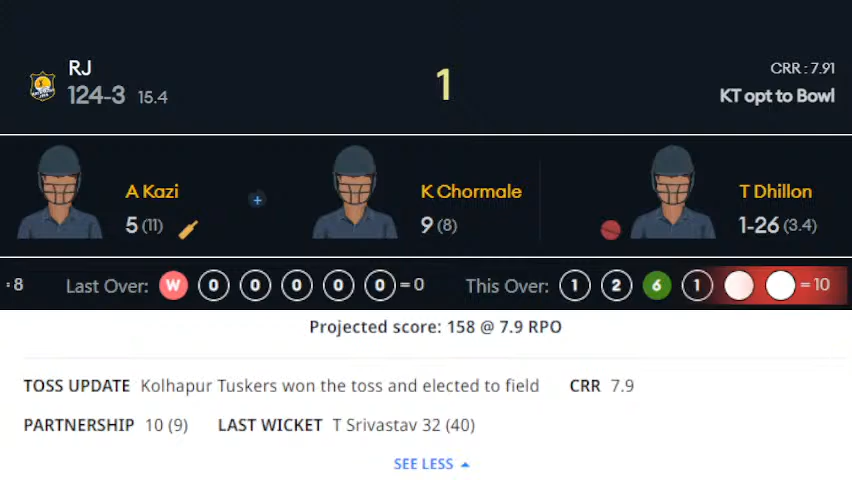 RJ
124-3 15.4
1
CRR : 7.91
KT opt to Bowl
A Kazi
5 (11)
K Chormale
9 (8)
T Dhillon
1-26 (3.4)
: 8 Last Over: W 0 0 0 0 0 = 0 This Over: 1 2 6 1 = 10
Projected score: 158 @ 7.9 RPO
TOSS UPDATE Kolhapur Tuskers won the toss and elected to field CRR 7.9
PARTNERSHIP 10 (9) LAST WICKET T Srivastav 32 (40)
SEE LESS